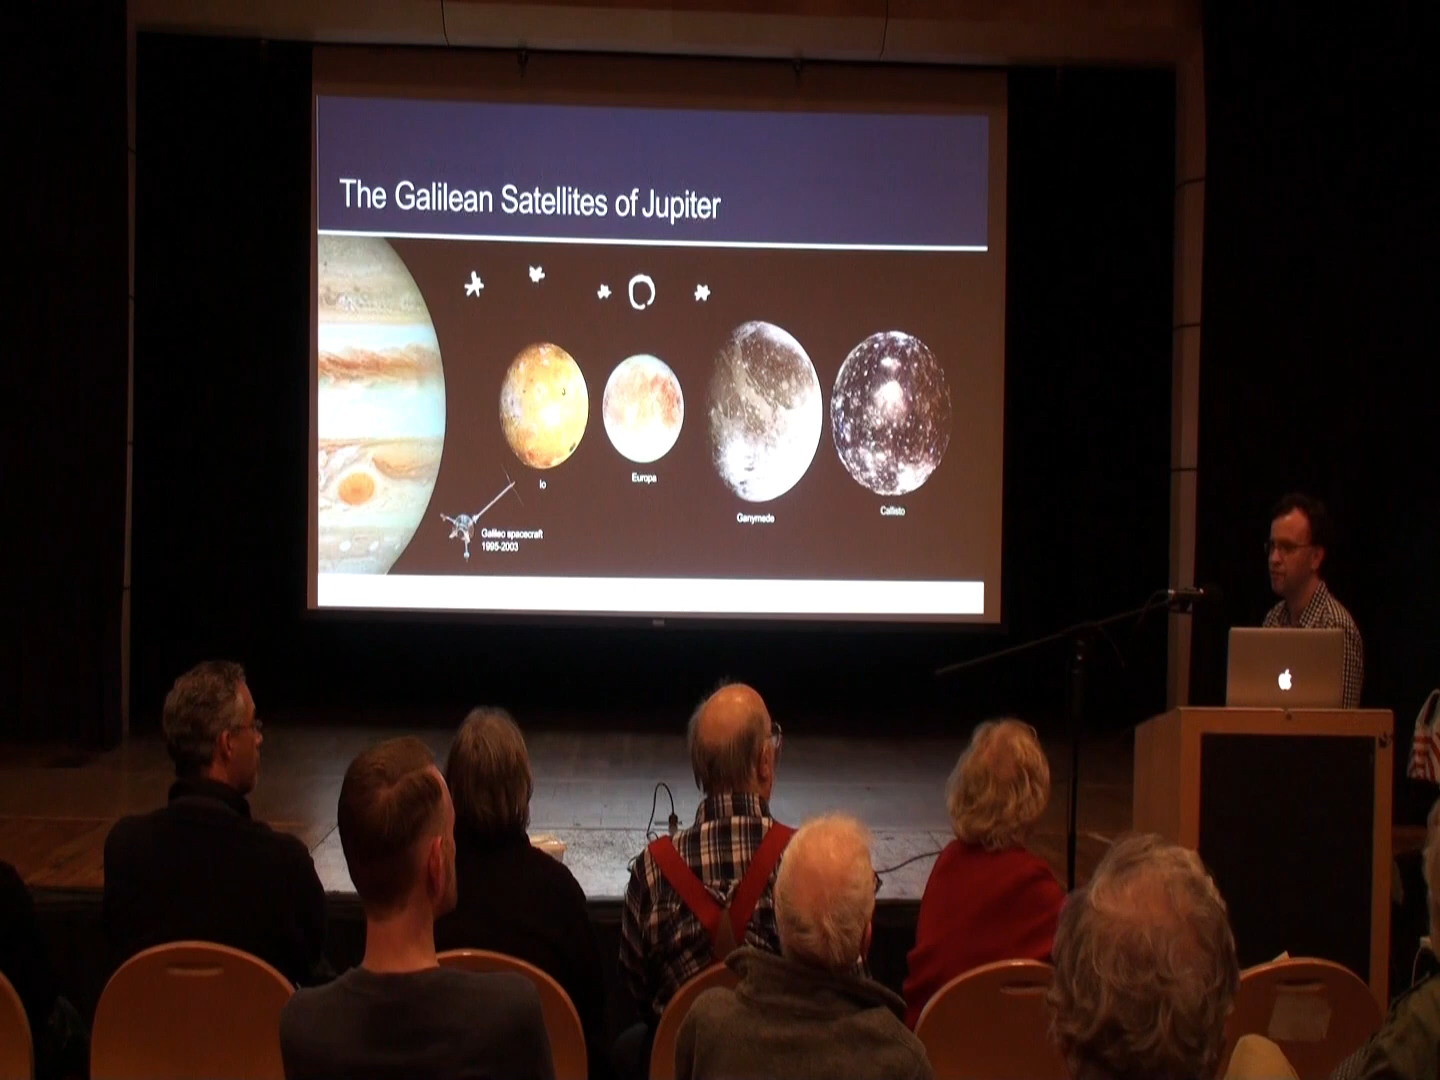 The Galilean Satellites of Jupiter
Io
Europa
Ganymede
Callisto
Galileo spacecraft
1995-2003